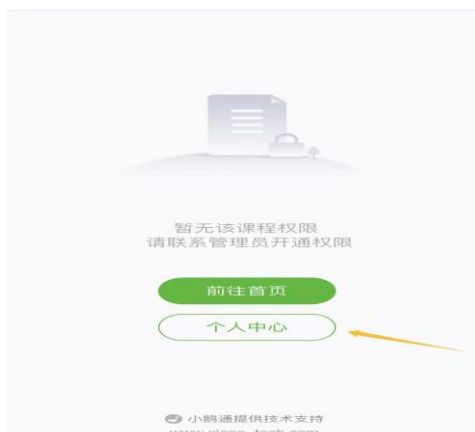 暂无该课程权限
请联系管理员开通权限
前往首页
个人中心
小鹅通提供技术支持